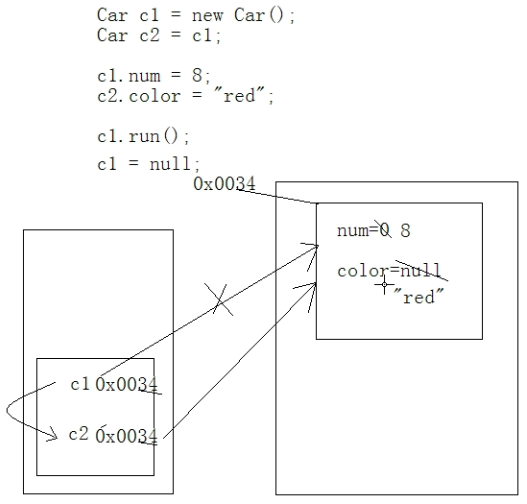 Car c1 = new Car();
Car c2 = c1;
c1.num = 8;
c2.color = "red";
c1.run();
c1 = null;
0x0034
num=0 8
color=null
"red"
c1 0x0034
c2 0x0034